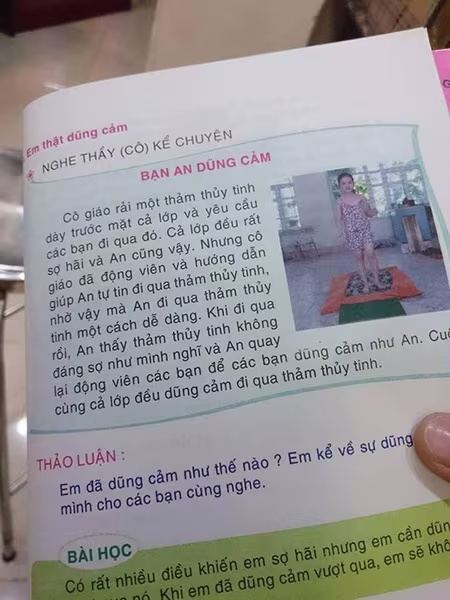 Em thật dũng cảm
NGHE THẦY (CÔ) KỂ CHUYỆN
BẠN AN DŨNG CẢM
Cô giáo rải một thảm thủy tinh
dày trước mặt cả lớp và yêu cầu
các bạn đi qua đó. Cả lớp đều rất
sợ hãi và An cũng vậy. Nhưng cô
giáo đã động viên và hướng dẫn
giúp An tự tin đi qua thảm thủy tinh,
nhờ vậy mà An đi qua thảm thủy
tinh một cách dễ dàng. Khi đi qua
rồi, An thấy thảm thủy tinh không
đáng sợ như mình nghĩ và An quay
lại động viên các bạn để các bạn dũng cảm như An. Cuố
cùng cả lớp đều dũng cảm đi qua thảm thủy tinh.
THẢO LUẬN :
Em đã dũng cảm như thế nào ? Em kể về sự dũng
mình cho các bạn cùng nghe.
BÀI HỌC
Có rất nhiều điều khiến em sợ hãi nhưng em cần dũn
qua nó. Khi em đã dũng cảm vượt qua, em sẽ khô